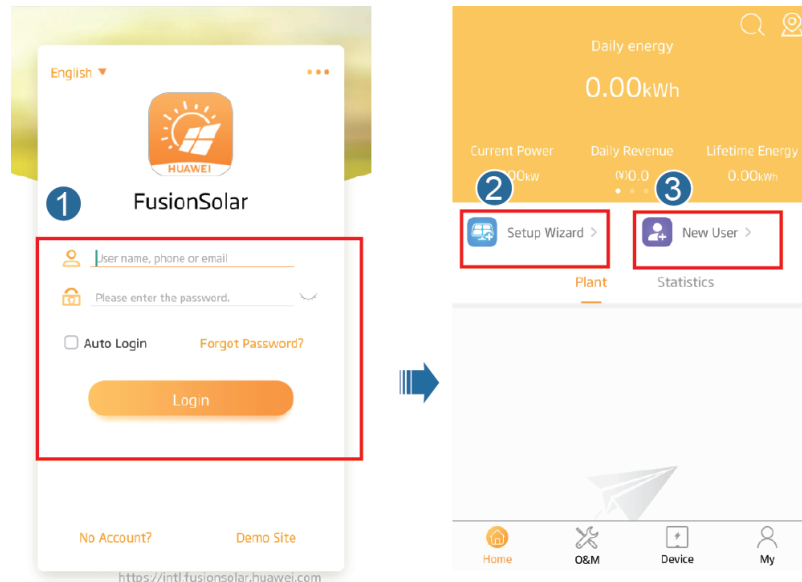 English
HUAWEI
1
FusionSolar
User name, phone or email
Please enter the password.
Auto Login
Forgot Password?
Login
No Account?
Demo Site
https://intl.fusionsolar.huawei.com
Daily energy
0.00kWh
Current Power
Daily Revenue
Lifetime Energy
(¥)0.0
0.00kWh
2
3
Setup Wizard >
New User >
Plant
Statistics
Home
O&M
Device
My